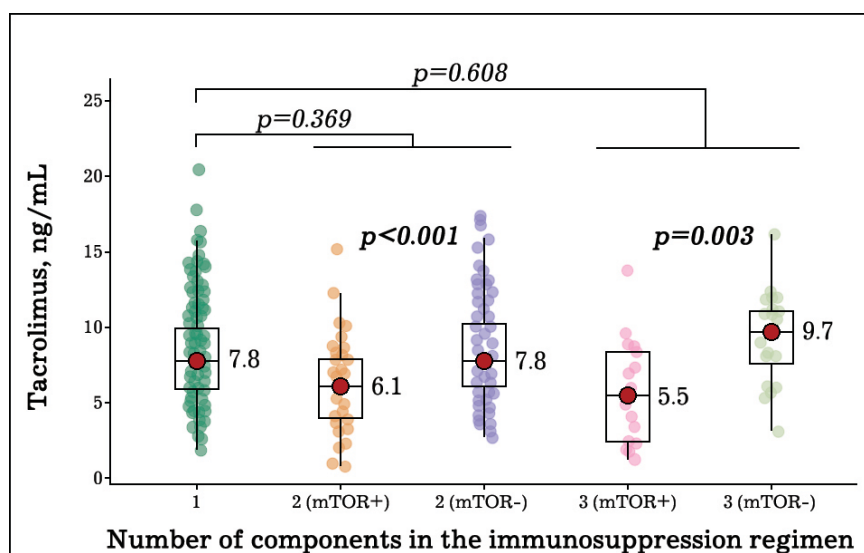 p=0.608
25
p=0.369
20
p<0.001
p=0.003
15
10
7.8
6.1
7.8
5.5
9.7
5
0
Tacrolimus, ng/mL
1
2 (mTOR+)
2 (mTOR-)
3 (mTOR+)
3 (mTOR-)
Number of components in the immunosuppression regimen